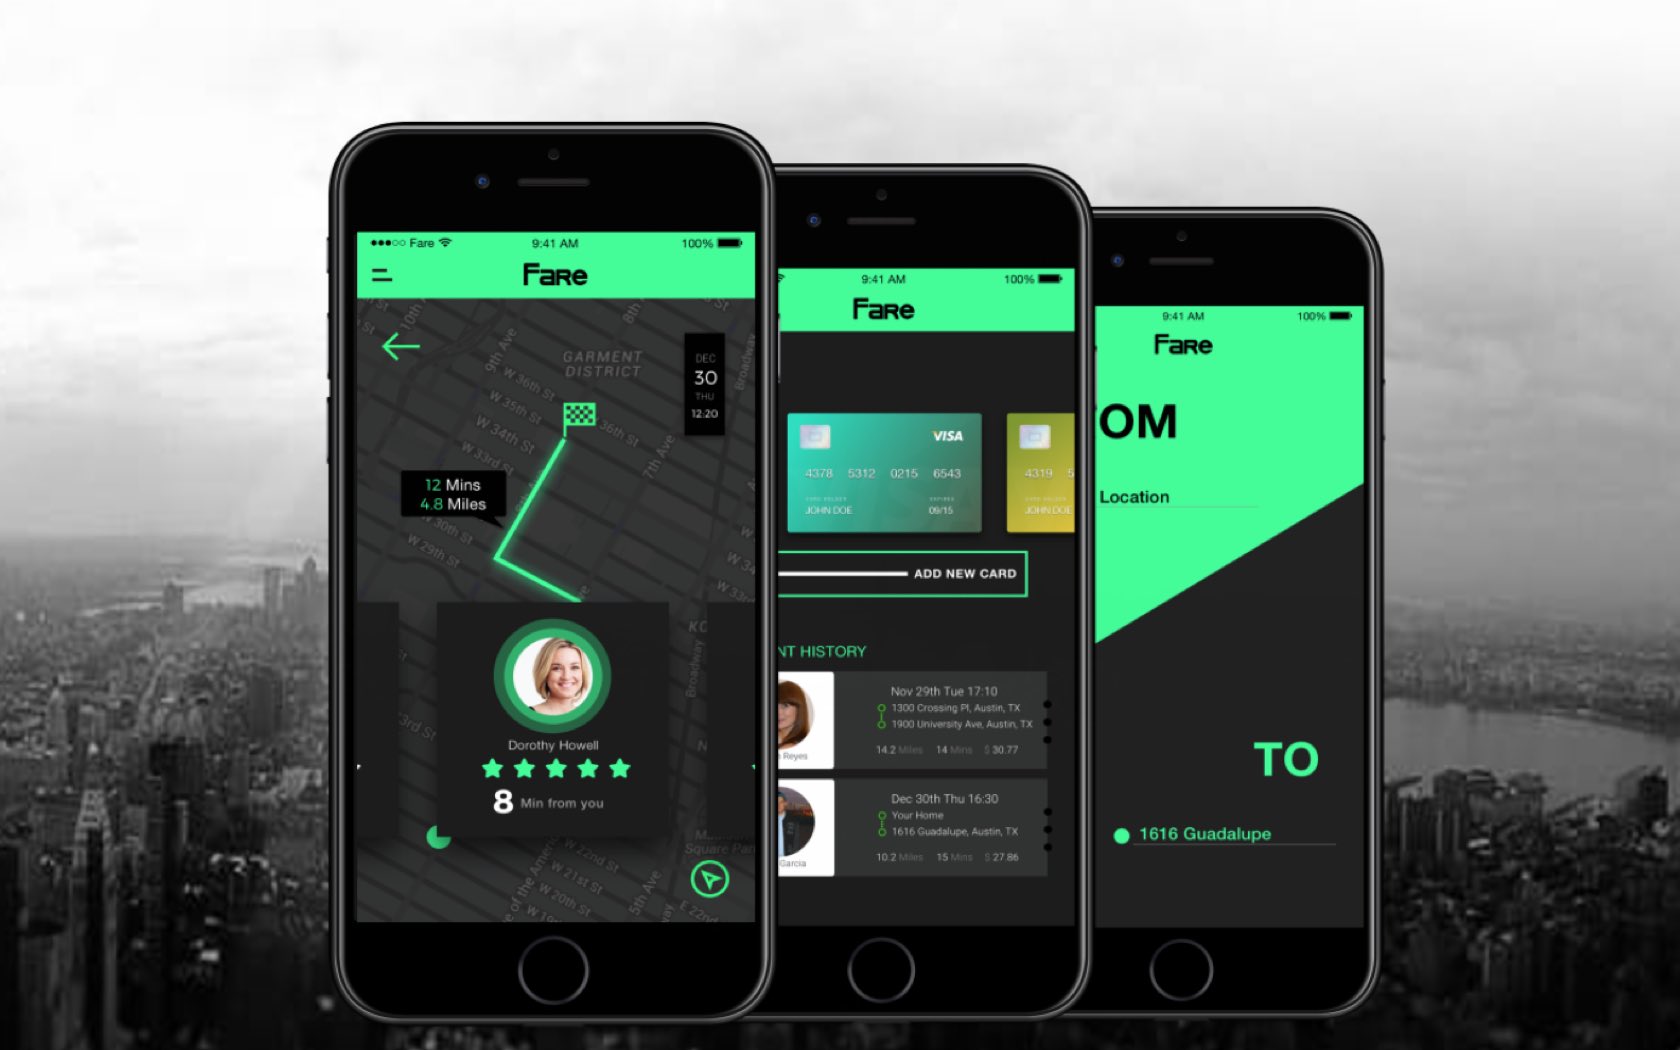 Fare
9:41 AM
100%
Fare
GARMENT
DISTRICT
10th
8th
9th Ave
Broadway
W 36th St
W 35th St
W 34th St
W 33rd St
36th St
7th Ave
W 30th St
W 29th St
DEC
30
THU
12:20
12 Mins
4.8 Miles
Dorothy Howell
8 Min from you
Broadway
W 22nd St
W 21st St
W 20th St
5th Ave
E 22nd
Square Par
9:41 AM
100%
Fare
VISA
4378 5312 0215 6543
CARD HOLDER
EXPIRES
JOHN DOE
09/15
4319 5
CARD HOLDER
JOHN DOE
ADD NEW CARD
NT HISTORY
Nov 29th Tue 17:10
1300 Crossing Pl, Austin, TX
1900 University Ave, Austin, TX
14.2 Miles 14 Mins $ 30.77
Reyes
Dec 30th Thu 16:30
Your Home
1616 Guadalupe, Austin, TX
10.2 Miles 15 Mins $ 27.86
Garcia
9:41 AM
100%
Fare
OM
Location
TO
1616 Guadalupe